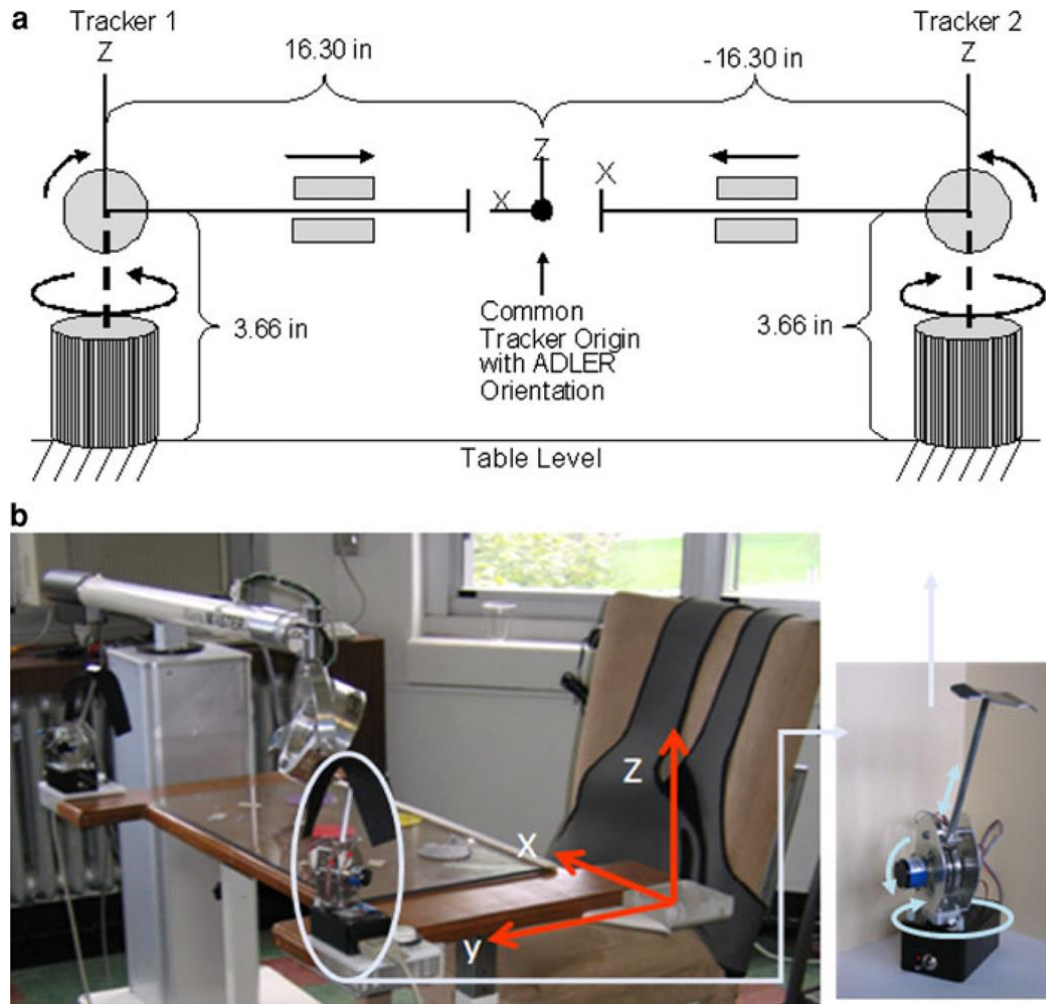 a
Tracker 1
Z
16.30 in
-16.30 in
Tracker 2
Z
Z
X
X
3.66 in
3.66 in
Common
Tracker Origin
with ADLER
Orientation
Table Level
b
Z
X
y